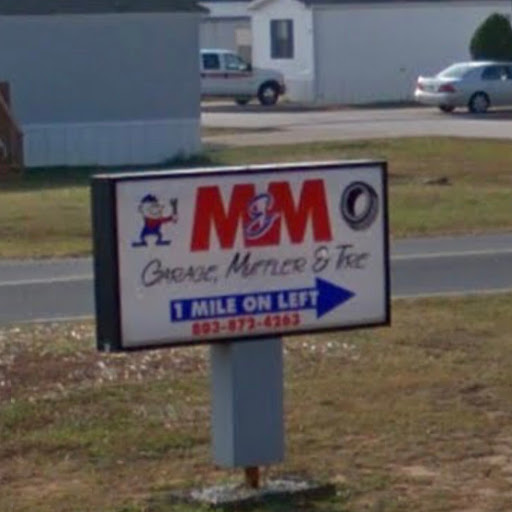 M&M
GARAGE, MUFFLER & TIRE
1 MILE ON LEFT
803-872-4263